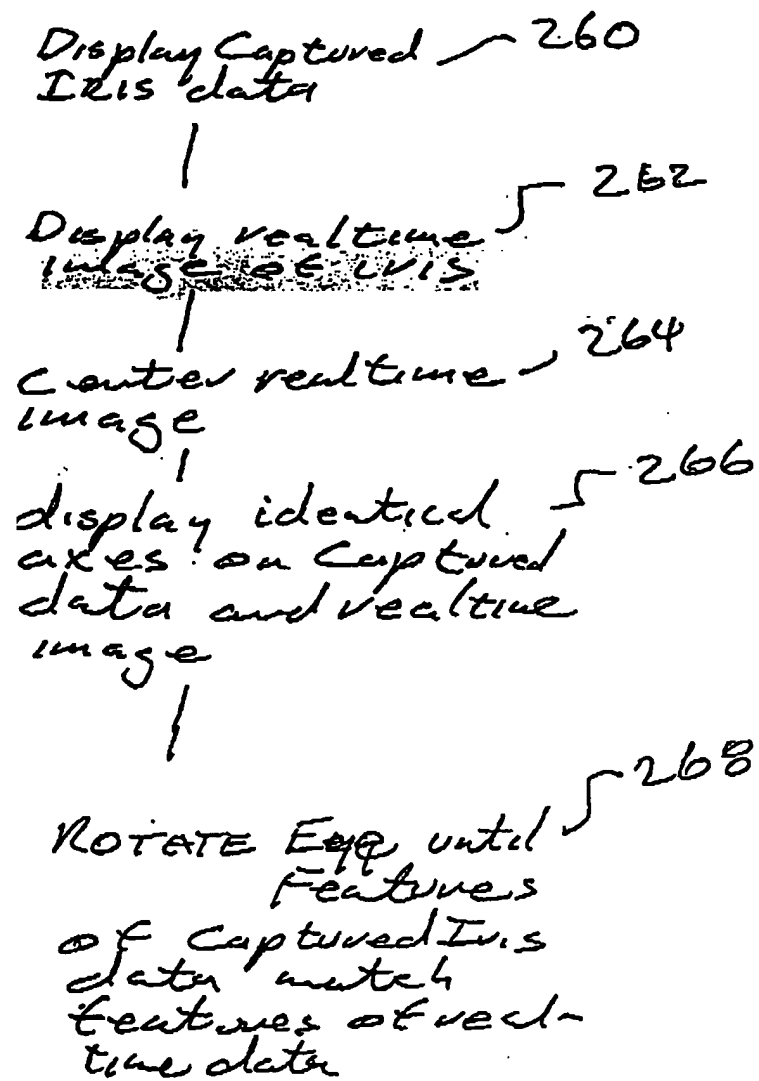 Display Captured 260
IRIS data
Display realtime 262
image of iris
Center realtime 264
image
display identical 266
axes on Captured
data and realtime
image
268
ROTATE Eye until
Features
of Captured Iris
data match
features of real-
time data